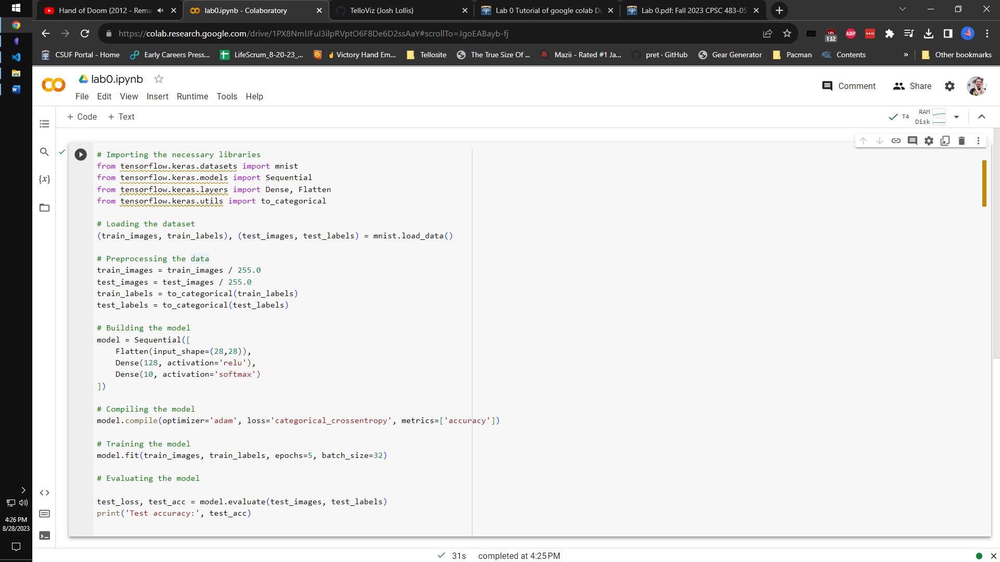 Hand of Doom (2012 - Rema
lab0.ipynb - Colaboratory
TelloViz (Josh Lollis)
Lab 0 Tutorial of google colab Du
Lab 0.pdf: Fall 2023 CPSC 483-05
https://colab.research.google.com/drive/1PX8NmlJFuI3ilpRVptO6F8De6D2ssAaY#scrollTo=JgoEABayb-fj
132
ABP
CSUF Portal - Home
Early Careers Press...
LifeScrum_8-20-23_...
Victory Hand Em...
Tellosite
The True Size Of ...
Mazii - Rated #1 Ja...
pret · GitHub
Gear Generator
Pacman
Contents
»
Other bookmarks
lab0.ipynb
Comment
Share
File Edit View Insert Runtime Tools Help
+ Code + Text
T4
RAM
Disk
{x}
# Importing the necessary libraries
from tensorflow.keras.datasets import mnist
from tensorflow.keras.models import Sequential
from tensorflow.keras.layers import Dense, Flatten
from tensorflow.keras.utils import to_categorical
# Loading the dataset
(train_images, train_labels), (test_images, test_labels) = mnist.load_data()
# Preprocessing the data
train_images = train_images / 255.0
test_images = test_images / 255.0
train_labels = to_categorical(train_labels)
test_labels = to_categorical(test_labels)
# Building the model
model = Sequential([
Flatten(input_shape=(28,28)),
Dense(128, activation='relu'),
Dense(10, activation='softmax')
])
# Compiling the model
model.compile(optimizer='adam', loss='categorical_crossentropy', metrics=['accuracy'])
# Training the model
model.fit(train_images, train_labels, epochs=5, batch_size=32)
# Evaluating the model
test_loss, test_acc = model.evaluate(test_images, test_labels)
print('Test accuracy:', test_acc)
4:26 PM
8/28/2023
31s completed at 4:25 PM